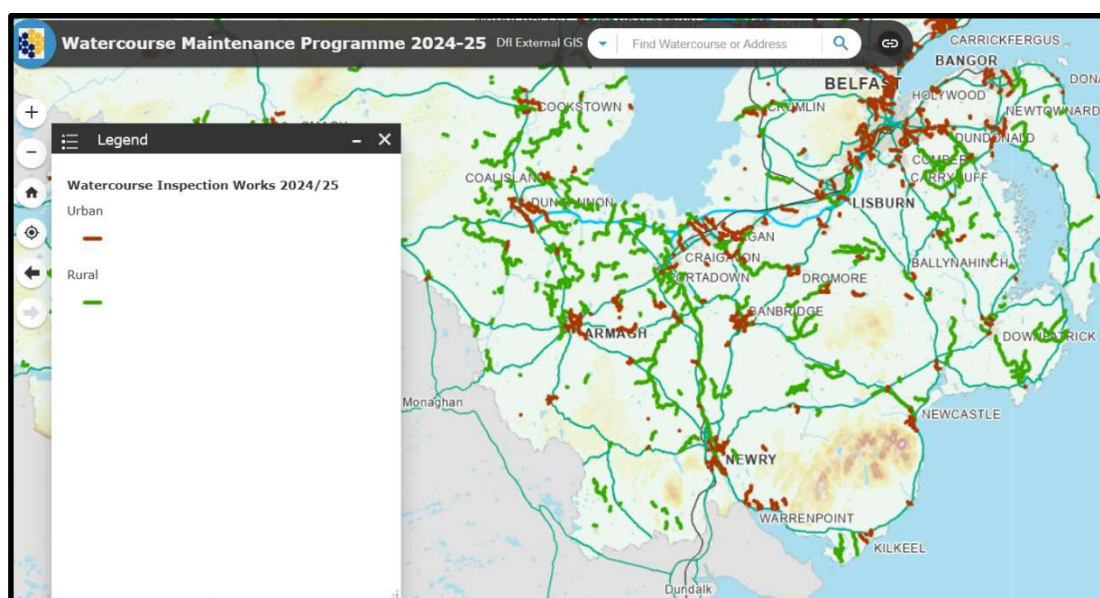 Watercourse Maintenance Programme 2024-25 DfI External GIS Find Watercourse or Address
CARRICKFERGUS
BANGOR
BELFAST
HOLYWOOD
NEWTOWNARD
COOKSTOWN
CRUMLIN
DUNDONALD
COMBER
CARRYDUFF
Legend
Watercourse Inspection Works 2024/25
Urban
Rural
COALISLAND
DUNGANNON
LISBURN
CRAIGAVON
PORTADOWN
DROMORE
BALLYNAHINCH
BANBRIDGE
ARMAGH
DOWNPATRICK
Monaghan
NEWCASTLE
NEWRY
WARRENPOINT
KILKEEL
Dundalk